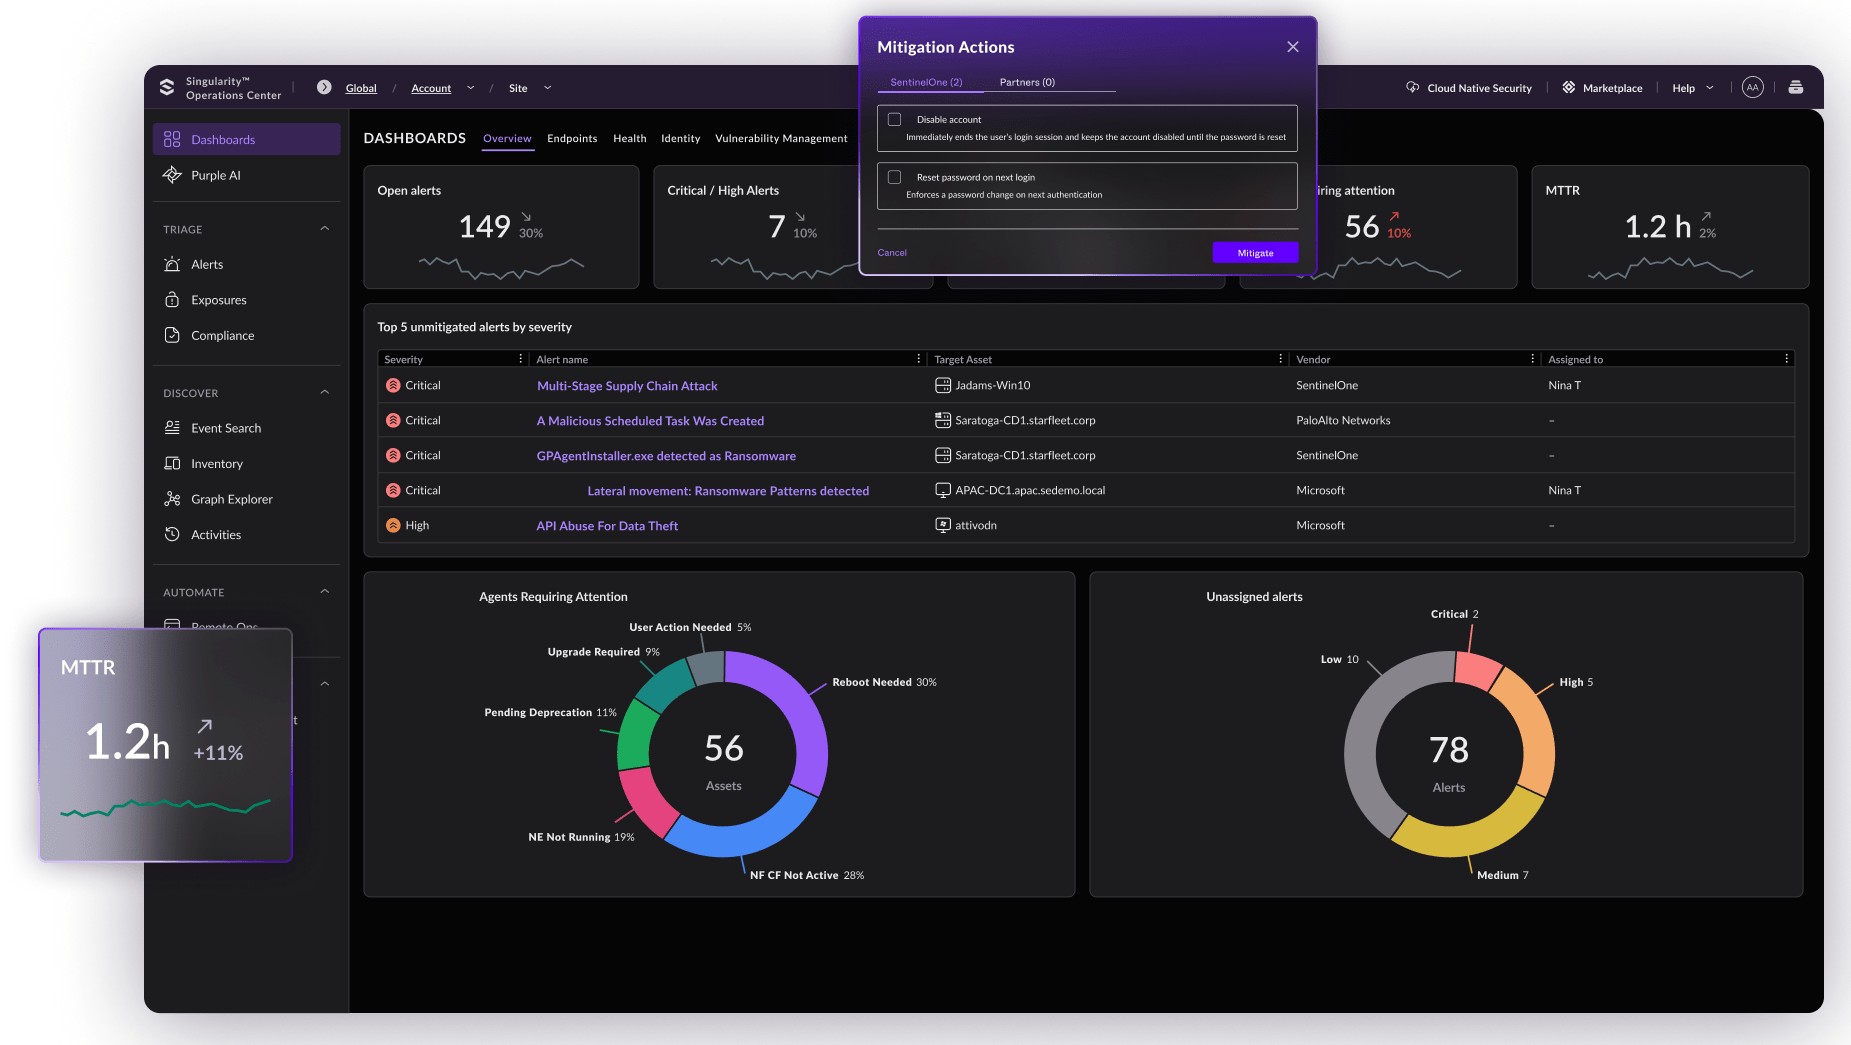 Mitigation Actions
SentinelOne (2) Partners (0)
Disable account
Immediately ends the user's login session and keeps the account disabled until the password is reset
Reset password on next login
Enforces a password change on next authentication
Cancel Mitigate
Singularity™
Operations Center
Global / Account / Site
Cloud Native Security Marketplace Help AA
Dashboards
Purple AI
TRIAGE
Alerts
Exposures
Compliance
DISCOVER
Event Search
Inventory
Graph Explorer
Activities
AUTOMATE
Remote Ops
t
DASHBOARDS Overview Endpoints Health Identity Vulnerability Management
Open alerts
149 30%
Critical / High Alerts
7 10%
iring attention
56 10%
MTTR
1.2 h 2%
Top 5 unmitigated alerts by severity
Severity Alert name Target Asset Vendor Assigned to
Critical Multi-Stage Supply Chain Attack Jadams-Win10 SentinelOne Nina T
Critical A Malicious Scheduled Task Was Created Saratoga-CD1.starfleet.corp PaloAlto Networks –
Critical GPAgentInstaller.exe detected as Ransomware Saratoga-CD1.starfleet.corp SentinelOne –
Critical Lateral movement: Ransomware Patterns detected APAC-DC1.apac.sedemo.local Microsoft Nina T
High API Abuse For Data Theft attivodn Microsoft –
Agents Requiring Attention
User Action Needed 5%
Upgrade Required 9%
Reboot Needed 30%
Pending Deprecation 11%
56
Assets
NE Not Running 19%
NF CF Not Active 28%
Unassigned alerts
Critical 2
Low 10
High 5
78
Alerts
Medium 7
MTTR
1.2h +11%